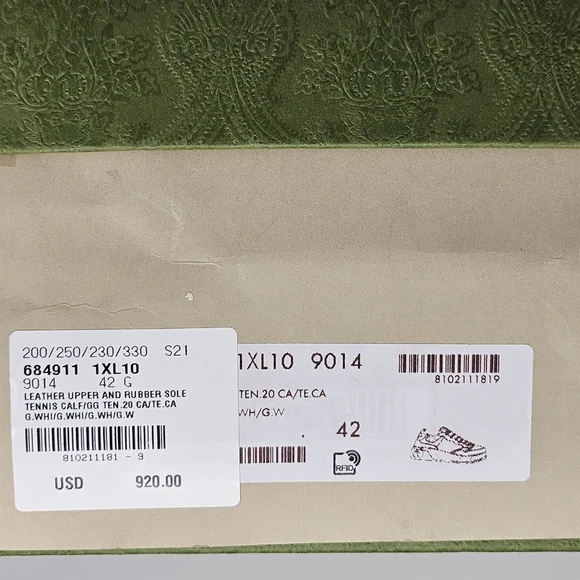 200/250/230/330 S21
684911 1XL10
9014 42 G
LEATHER UPPER AND RUBBER SOLE
TENNIS CALF/GG TEN.20 CA/TE.CA
G.WHI/G.WHI/G.WH/G.W
810211181 - 9
USD 920.00
1XL10 9014
8102111819
TEN.20 CA/TE.CA
WH/G.W
. 42
RFID